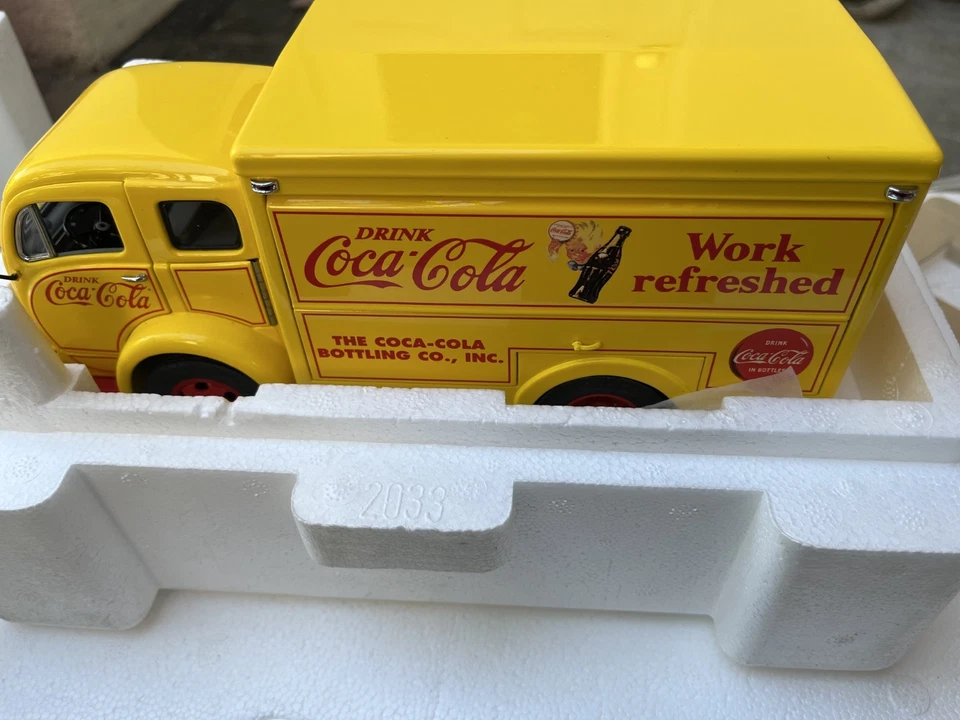 DRINK
Coca-Cola
Work
refreshed
DRINK
Coca-Cola
THE COCA-COLA
BOTTLING CO., INC.
DRINK
Coca-Cola
IN BOTTLES
2033